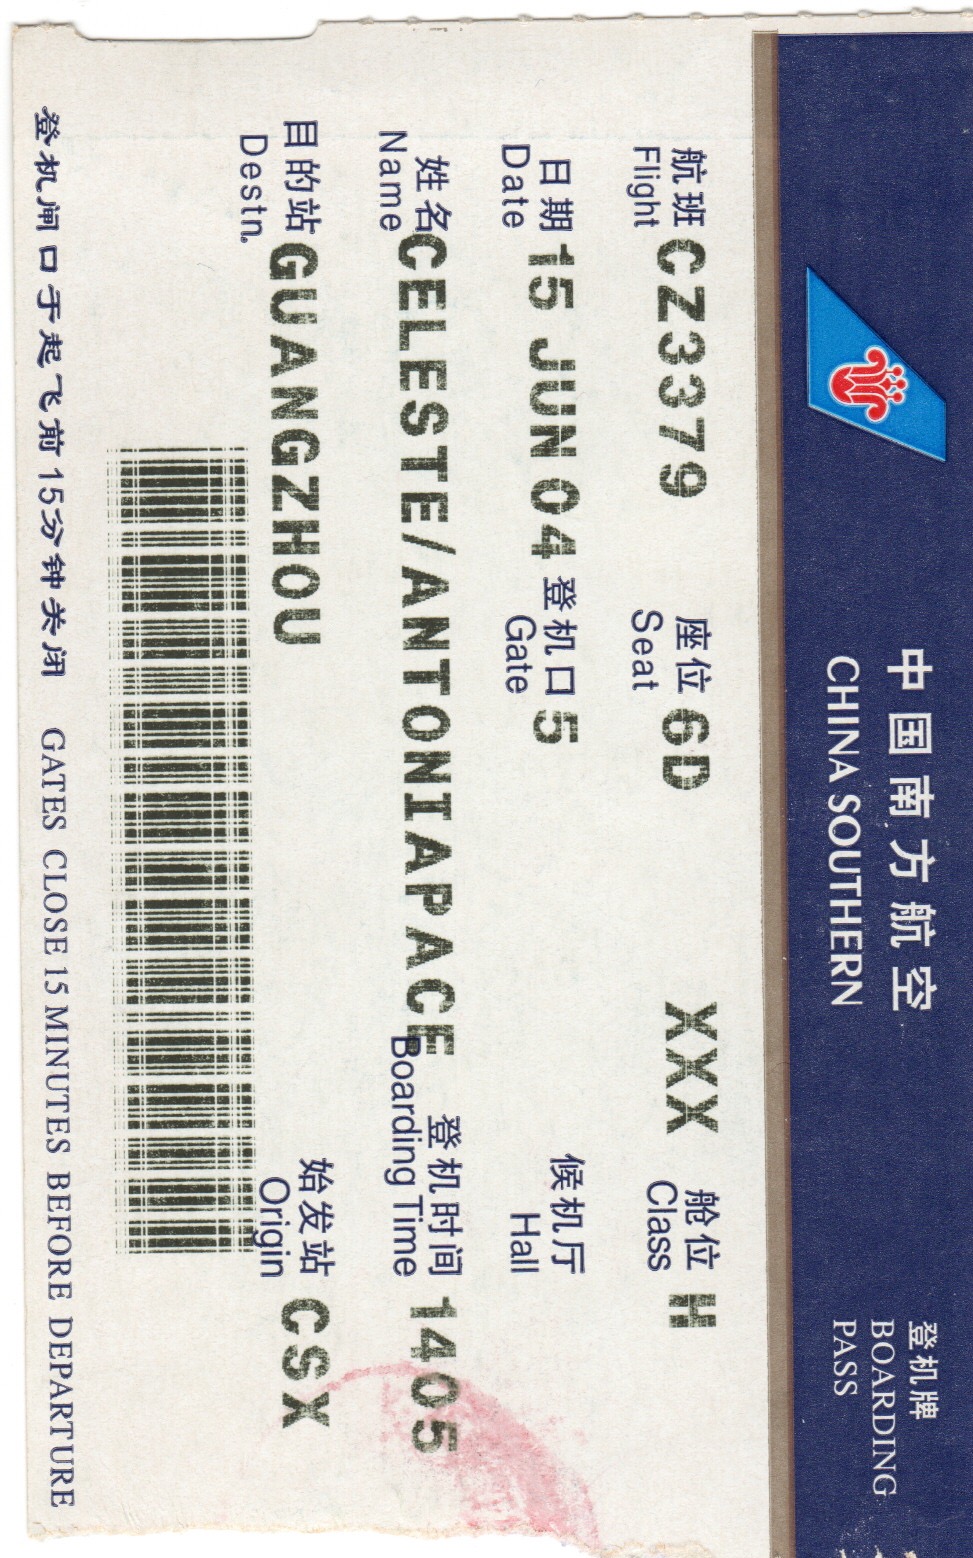 中国南方航空
CHINA SOUTHERN
登机牌
BOARDING
PASS
航班 CZ3379 座位 6D XXX 舱位 H
Flight Seat Class
日期 15 JUN 04 登机口 5 候机厅
Date Gate Hall
姓名 CELESTE/ANTONIAPACE 登机时间 1405
Name Boarding Time
目的站 GUANGZHOU 始发站 CSX
Destn. Origin
登机闸口于起飞前15分钟关闭 GATES CLOSE 15 MINUTES BEFORE DEPARTURE